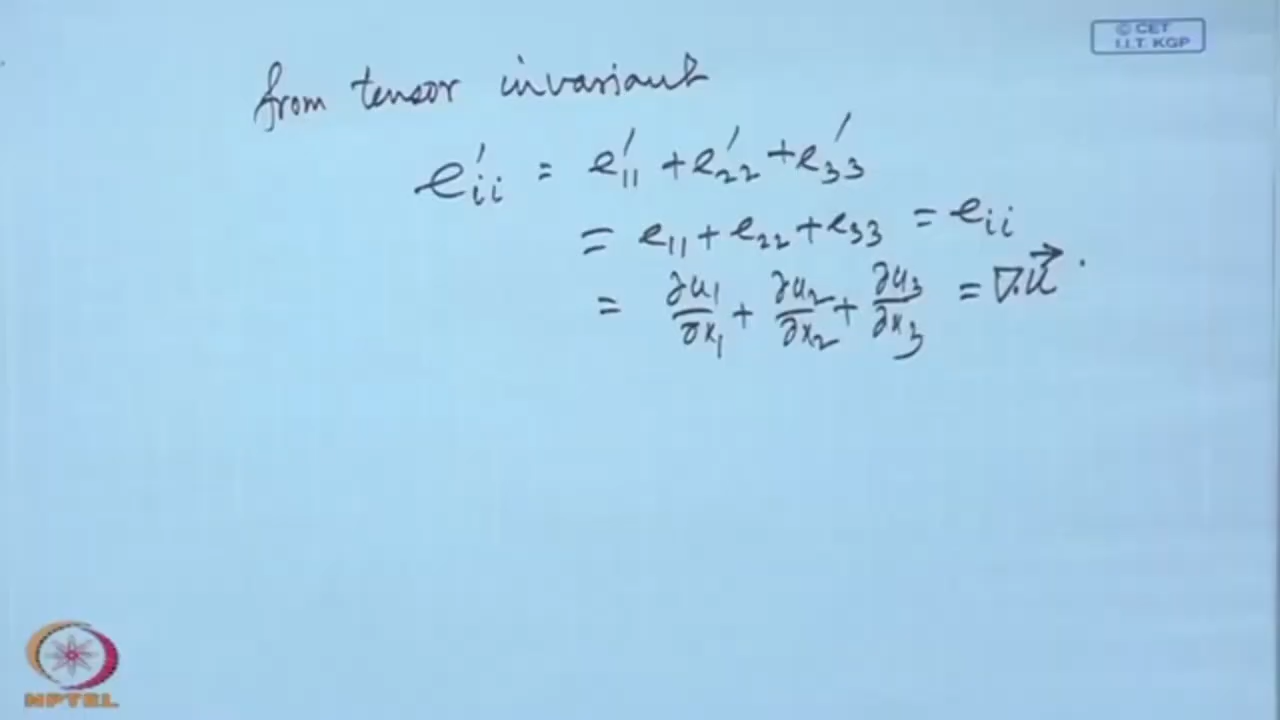 © CET
I.I.T. KGP
from tensor invariant
e'ᵢᵢ = e'₁₁ + e'₂₂ + e'₃₃
= e₁₁ + e₂₂ + e₃₃ = eᵢᵢ
= ∂u₁/∂x₁ + ∂u₂/∂x₂ + ∂u₃/∂x₃ = ∇.u⃗ .
NPTEL